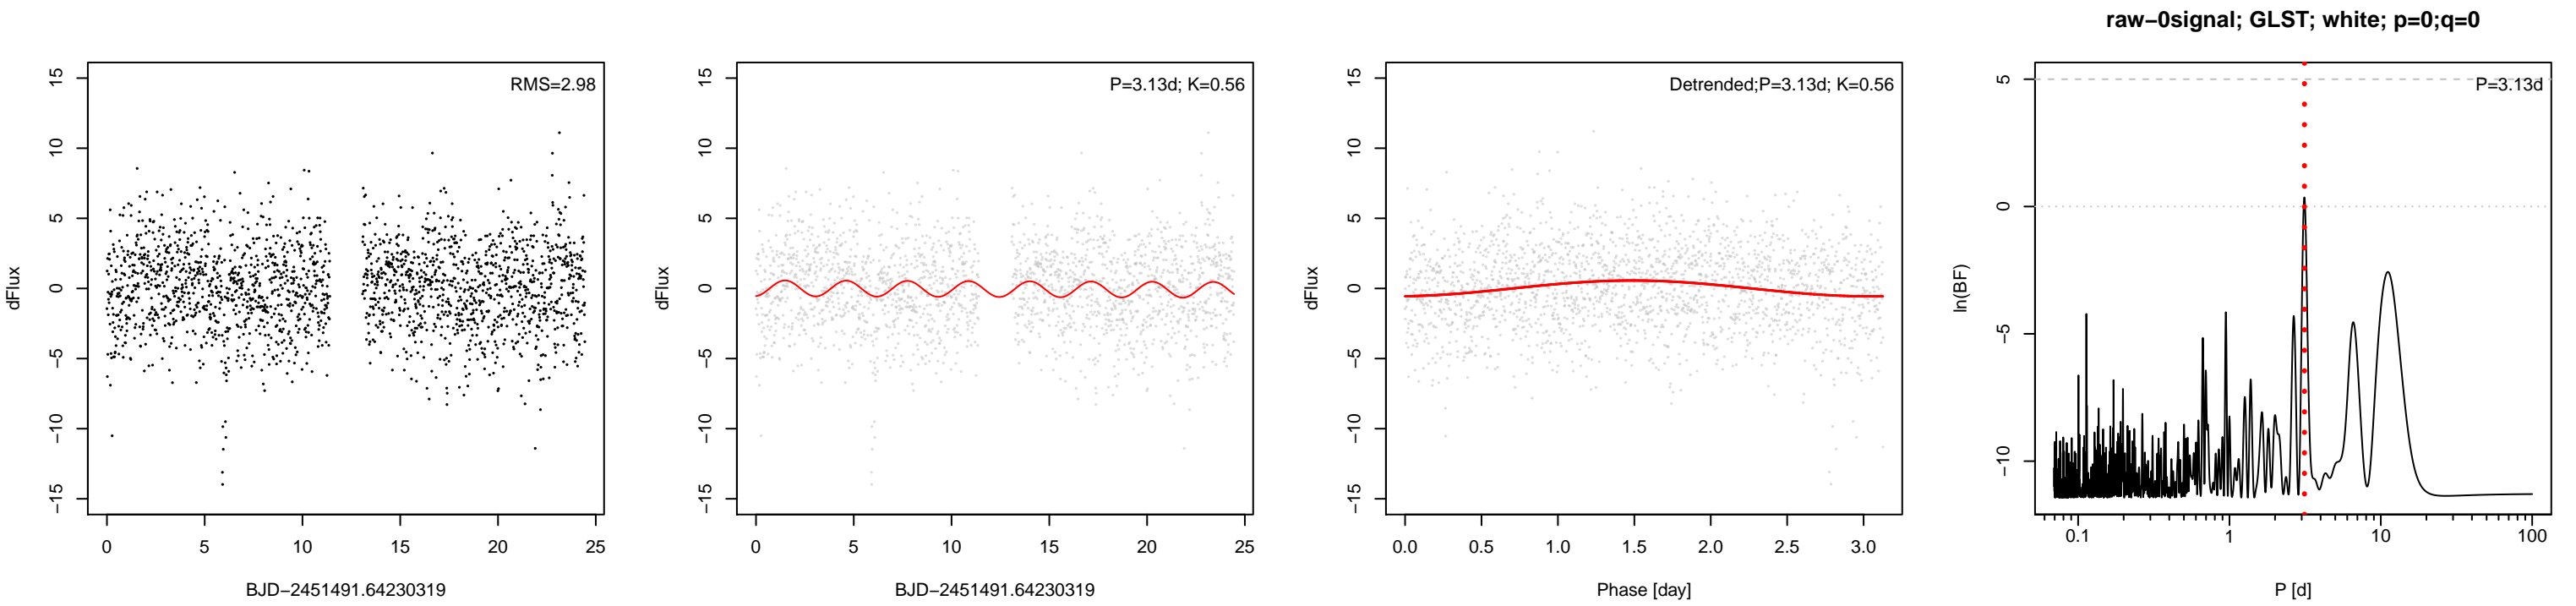 raw−0signal; GLST; white; p=0;q=0
RMS=2.98
dFlux
15
10
5
0
−5
−10
−15
0 5 10 15 20 25
BJD−2451491.64230319
P=3.13d; K=0.56
dFlux
15
10
5
0
−5
−10
−15
0 5 10 15 20 25
BJD−2451491.64230319
Detrended;P=3.13d; K=0.56
dFlux
15
10
5
0
−5
−10
−15
0.0 0.5 1.0 1.5 2.0 2.5 3.0
Phase [day]
P=3.13d
ln(BF)
5
0
−5
−10
0.1 1 10 100
P [d]